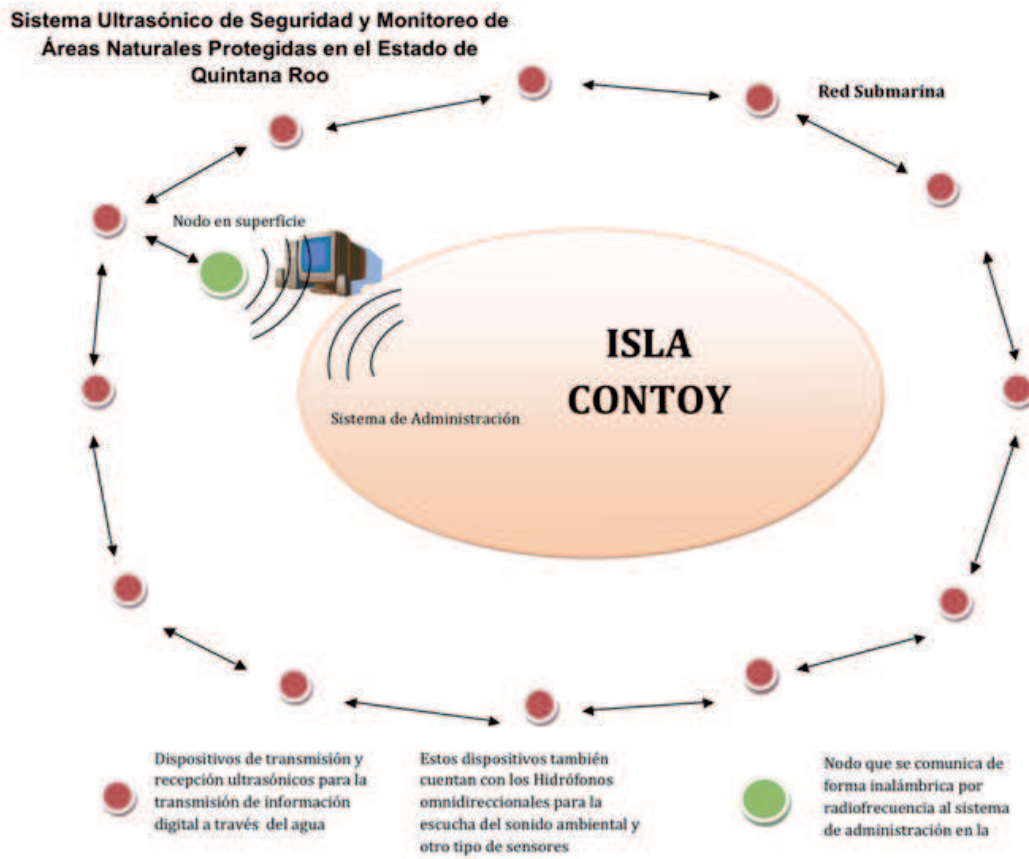 Sistema Ultrasónico de Seguridad y Monitoreo de
Áreas Naturales Protegidas en el Estado de
Quintana Roo
Red Submarina
Nodo en superficie
ISLA
CONTOY
Sistema de Administración
Dispositivos de transmisión y
recepción ultrasónicos para la
transmisión de información
digital a través del agua
Estos dispositivos también
cuentan con los Hidrófonos
omnidireccionales para la
escucha del sonido ambiental y
otro tipo de sensores
Nodo que se comunica de
forma inalámbrica por
radiofrecuencia al sistema
de administración en la